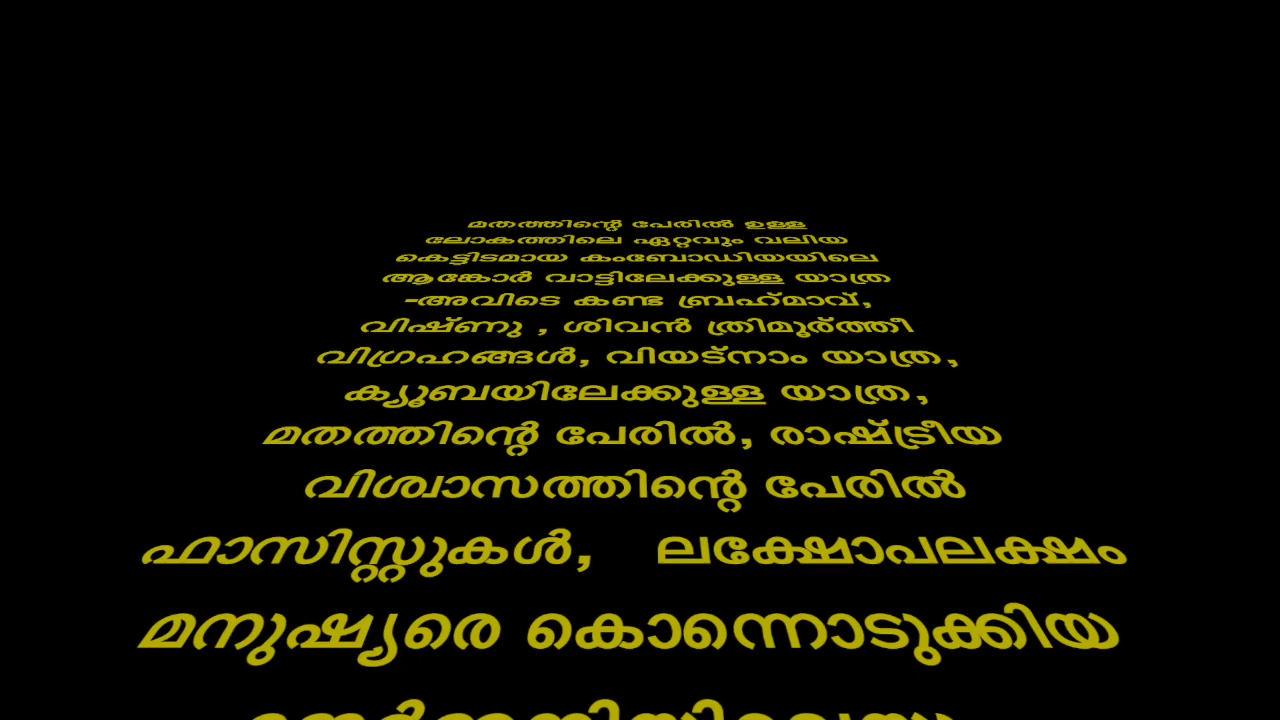 മതത്തിന്റെ പേരിൽ ഉള്ള
ലോകത്തിലെ ഏറ്റവും വലിയ
കെട്ടിടമായ കംബോഡിയയിലെ
ആങ്കോർ വാട്ടിലേക്കുള്ള യാത്ര
-അവിടെ കണ്ട ബ്രഹ്മാവ്,
വിഷ്ണു , ശിവൻ ത്രിമൂര്ത്തീ
വിഗ്രഹങ്ങൾ, വിയട്നാം യാത്ര,
ക്യൂബയിലേക്കുള്ള യാത്ര,
മതത്തിന്റെ പേരിൽ, രാഷ്ട്രീയ
വിശ്വാസത്തിന്റെ പേരിൽ
ഫാസിസ്റ്റുകൾ, ലക്ഷോപലക്ഷം
മനുഷ്യരെ കൊന്നൊടുക്കിയ